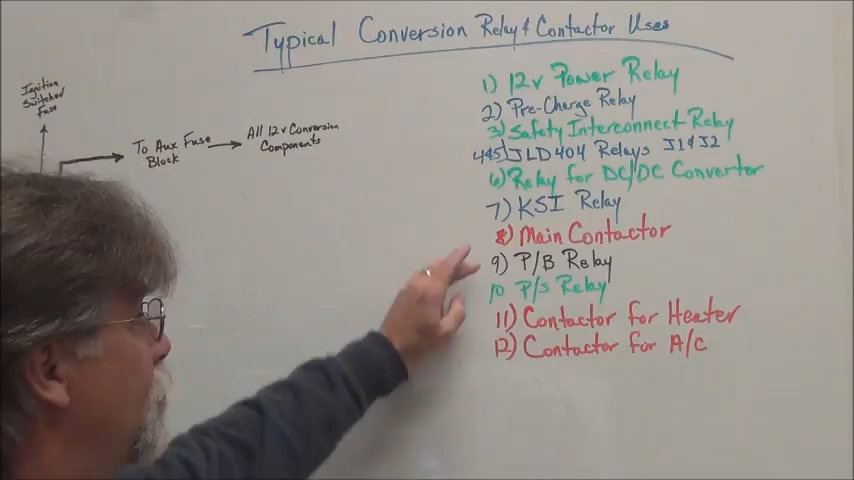 Typical Conversion Relay & Contactor Uses
Ignition
Switched
Fuse
To Aux Fuse
Block
All 12v Conversion
Components
1) 12v Power Relay
2) Pre-Charge Relay
3) Safety Interconnect Relay
4&5) JLD404 Relays J1&J2
6) Relay for DC/DC Converter
7) KSI Relay
8) Main Contactor
9) P/B Relay
10 P/S Relay
11) Contactor for Heater
12) Contactor for A/C